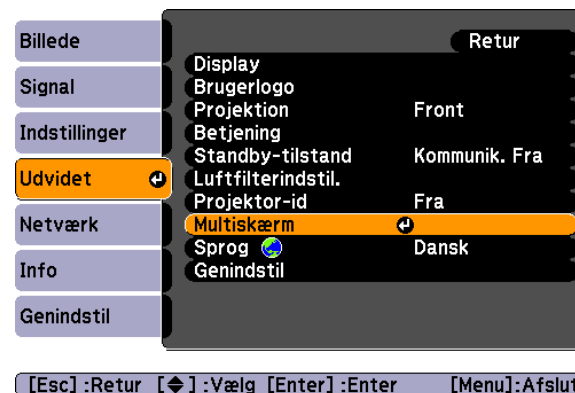 Billede
Signal
Indstillinger
Udvidet
Netværk
Info
Genindstil
Retur
Display
Brugerlogo
Projektion Front
Betjening
Standby-tilstand Kommunik. Fra
Luftfilterindstil.
Projektor-id Fra
Multiskærm
Sprog Dansk
Genindstil
[Esc] :Retur [◆] :Vælg [Enter] :Enter [Menu]:Afslut